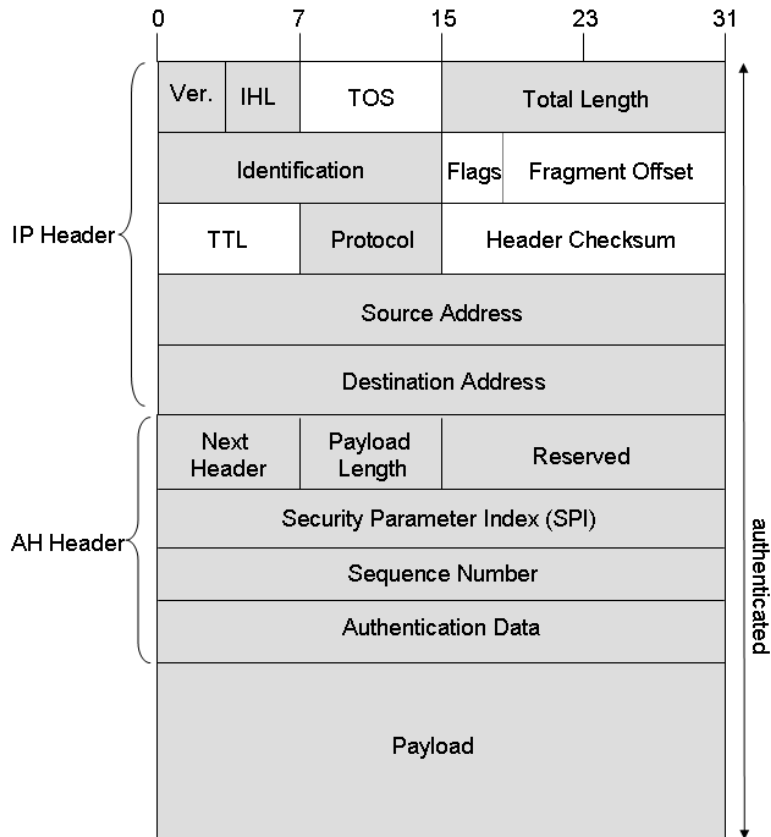 0 7 15 23 31
Ver. IHL TOS Total Length
Identification Flags Fragment Offset
IP Header
TTL Protocol Header Checksum
Source Address
Destination Address
Next Header
Payload Length
Reserved
AH Header
Security Parameter Index (SPI)
Sequence Number
Authentication Data
authenticated
Payload